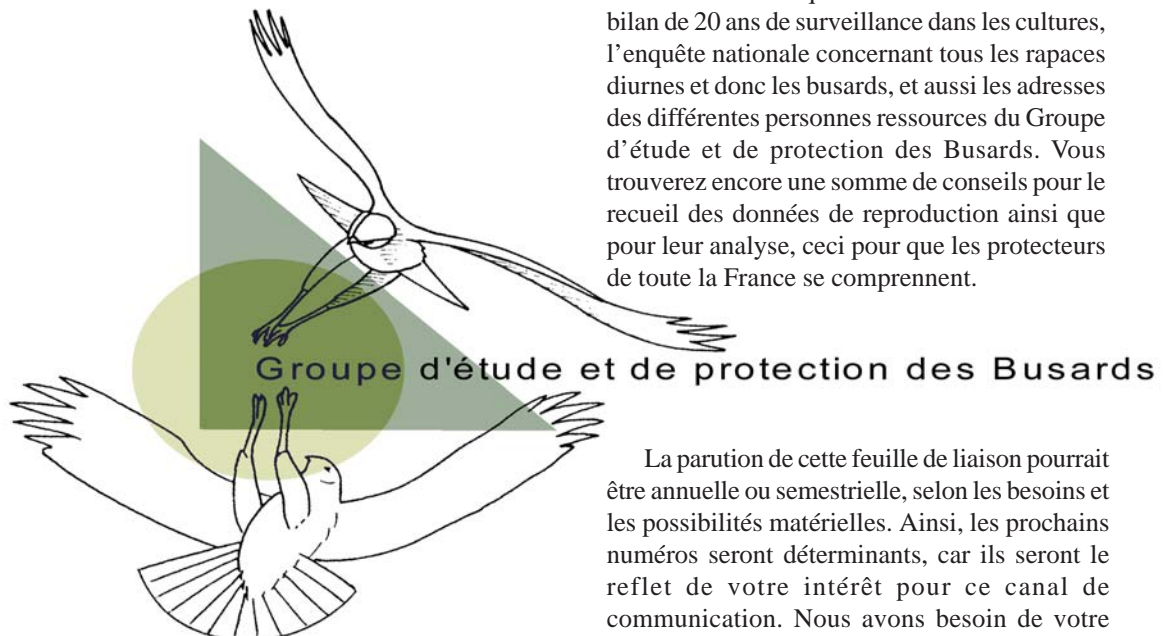 bilan de 20 ans de surveillance dans les cultures,
l’enquête nationale concernant tous les rapaces
diurnes et donc les busards, et aussi les adresses
des différentes personnes ressources du Groupe
d’étude et de protection des Busards. Vous
trouverez encore une somme de conseils pour le
recueil des données de reproduction ainsi que
pour leur analyse, ceci pour que les protecteurs
de toute la France se comprennent.
Groupe d'étude et de protection des Busards
La parution de cette feuille de liaison pourrait
être annuelle ou semestrielle, selon les besoins et
les possibilités matérielles. Ainsi, les prochains
numéros seront déterminants, car ils seront le
reflet de votre intérêt pour ce canal de
communication. Nous avons besoin de votre